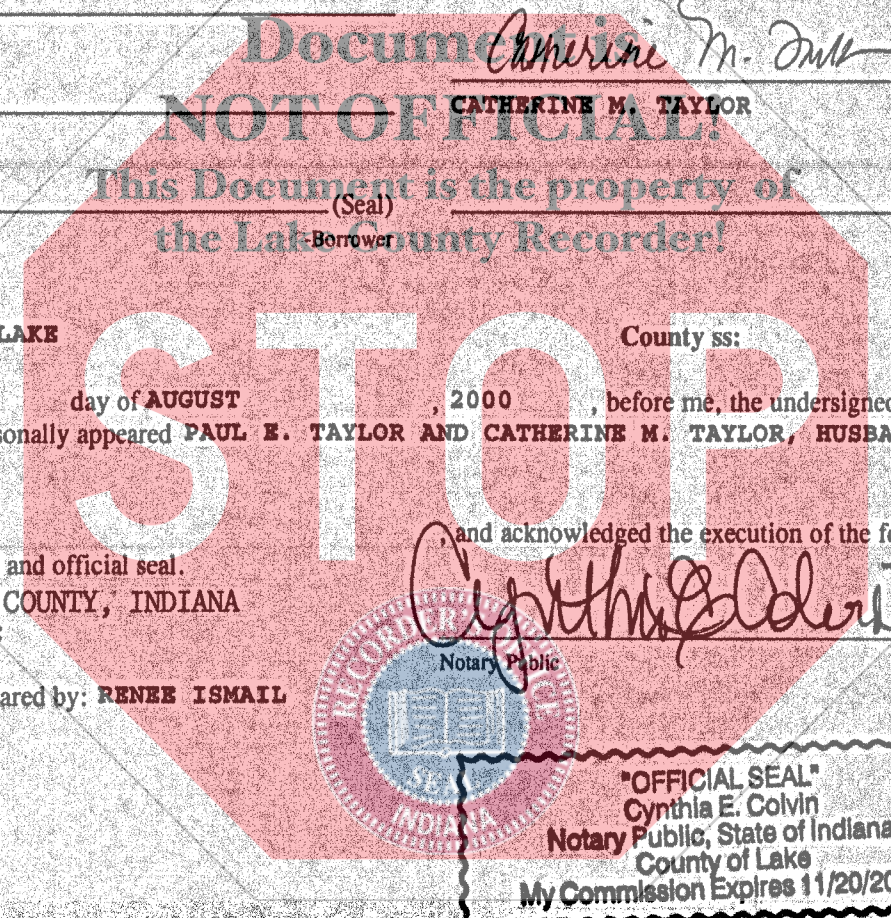 Document is
NOT OFFICIAL!
This Document is the property of
the Lake County Recorder!
Catherine M.
CATHERINE M. TAYLOR
(Seal)
-Borrower
LAKE County ss:
day of AUGUST , 2000 , before me, the undersigned
sonally appeared PAUL E. TAYLOR AND CATHERINE M. TAYLOR, HUSBA
STOP
, and acknowledged the execution of the fo
and official seal.
COUNTY, INDIANA
Notary Public
ared by: RENEE ISMAIL
RECORDER'S OFFICE
SEAL
INDIANA
"OFFICIAL SEAL"
Cynthia E. Colvin
Notary Public, State of Indiana
County of Lake
My Commission Expires 11/20/20